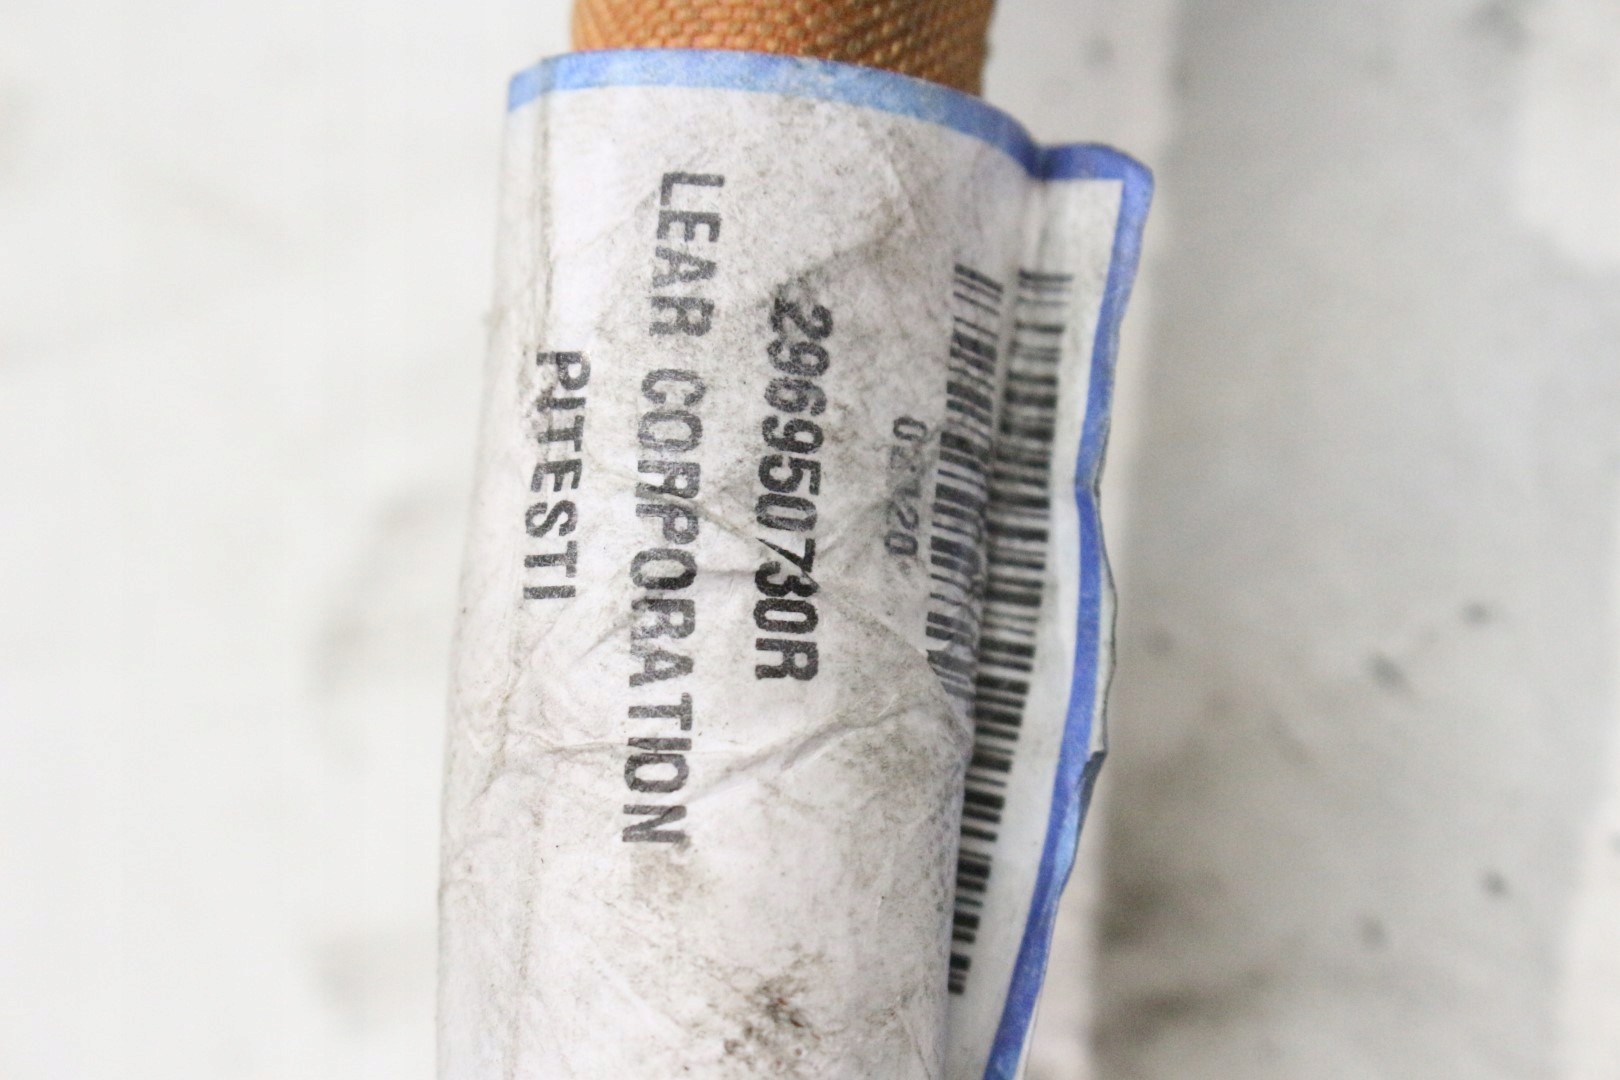 296950730R
LEAR CORPORATION
PITESTI